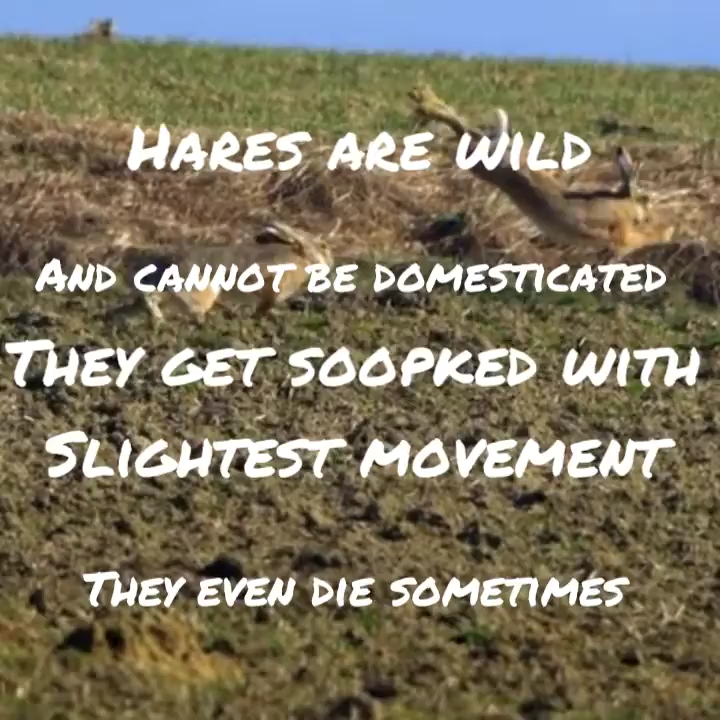 Hares are wild
And cannot be domesticated
They get soopked with
Slightest movement
They even die sometimes